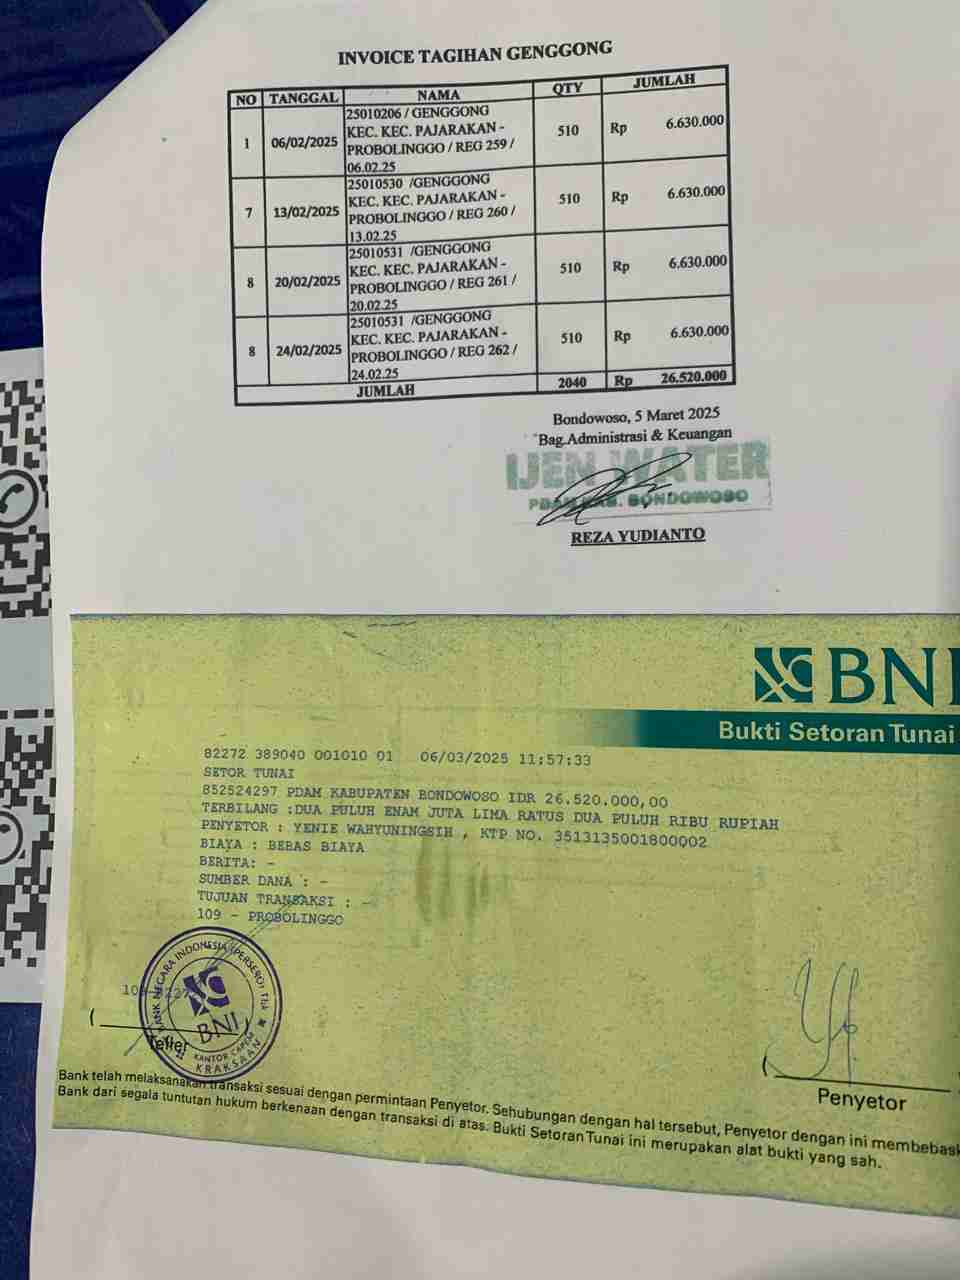 INVOICE TAGIHAN GENGGONG
NO TANGGAL NAMA QTY JUMLAH
1 06/02/2025 25010206 / GENGGONG KEC. KEC. PAJARAKAN - PROBOLINGGO / REG 259 / 06.02.25 510 Rp 6.630.000
7 13/02/2025 25010530 /GENGGONG KEC. KEC. PAJARAKAN - PROBOLINGGO / REG 260 / 13.02.25 510 Rp 6.630.000
8 20/02/2025 25010531 /GENGGONG KEC. KEC. PAJARAKAN - PROBOLINGGO / REG 261 / 20.02.25 510 Rp 6.630.000
8 24/02/2025 25010531 /GENGGONG KEC. KEC. PAJARAKAN - PROBOLINGGO / REG 262 / 24.02.25 510 Rp 6.630.000
JUMLAH 2040 Rp 26.520.000
Bondowoso, 5 Maret 2025
Bag.Administrasi & Keuangan
IJEN WATER
PDAM KAB. BONDOWOSO
REZA YUDIANTO
BNI
Bukti Setoran Tunai
82272 389040 001010 01 06/03/2025 11:57:33
SETOR TUNAI
852524297 PDAM KABUPATEN BONDOWOSO IDR 26.520.000,00
TERBILANG :DUA PULUH ENAM JUTA LIMA RATUS DUA PULUH RIBU RUPIAH
PENYETOR : YENIE WAHYUNINGSIH , KTP NO. 3513135001800002
BIAYA : BEBAS BIAYA
BERITA: -
SUMBER DANA : -
TUJUAN TRANSAKSI : -
109 - PROBOLINGGO
BANK NEGARA INDONESIA (PERSERO) Tbk
BNI
KANTOR CAPEM
KRAKSAAN
Teller
Penyetor
Bank telah melaksanakan transaksi sesuai dengan permintaan Penyetor. Sehubungan dengan hal tersebut, Penyetor dengan ini membebask
Bank dari segala tuntutan hukum berkenaan dengan transaksi di atas. Bukti Setoran Tunai ini merupakan alat bukti yang sah.